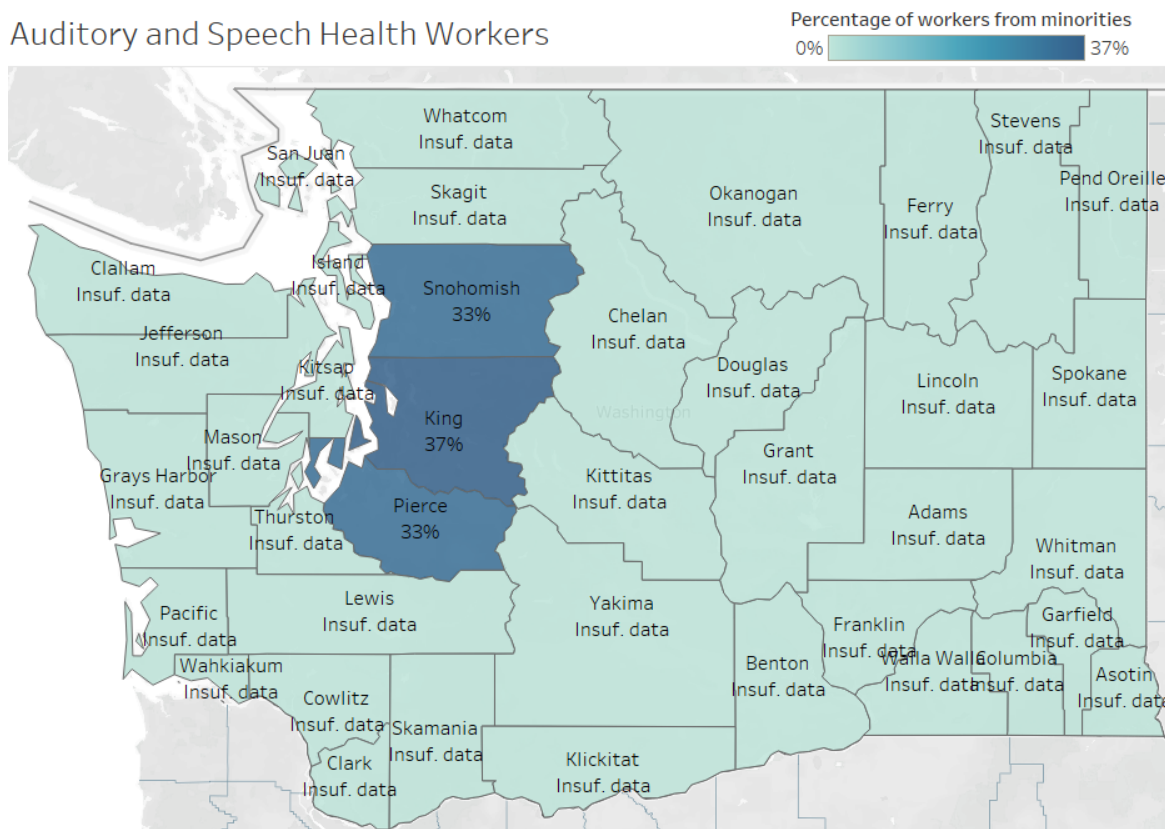 Auditory and Speech Health Workers
Percentage of workers from minorities
0% 37%
Whatcom
Insuf. data
San Juan
Insuf. data
Skagit
Insuf. data
Okanogan
Insuf. data
Ferry
Insuf. data
Stevens
Insuf. data
Pend Oreille
Insuf. data
Clallam
Insuf. data
Island
Insuf. data
Snohomish
33%
Jefferson
Insuf. data
Kitsap
Insuf. data
Chelan
Insuf. data
Douglas
Insuf. data
Lincoln
Insuf. data
Spokane
Insuf. data
Washington
King
37%
Mason
Insuf. data
Grays Harbor
Insuf. data
Kittitas
Insuf. data
Grant
Insuf. data
Thurston
Insuf. data
Pierce
33%
Adams
Insuf. data
Whitman
Insuf. data
Pacific
Insuf. data
Lewis
Insuf. data
Yakima
Insuf. data
Franklin
Insuf. data
Garfield
Insuf. data
Wahkiakum
Insuf. data
Benton
Insuf. data
Walla Walla
Insuf. data
Columbia
Insuf. data
Asotin
Insuf. data
Cowlitz
Insuf. data
Skamania
Insuf. data
Clark
Insuf. data
Klickitat
Insuf. data